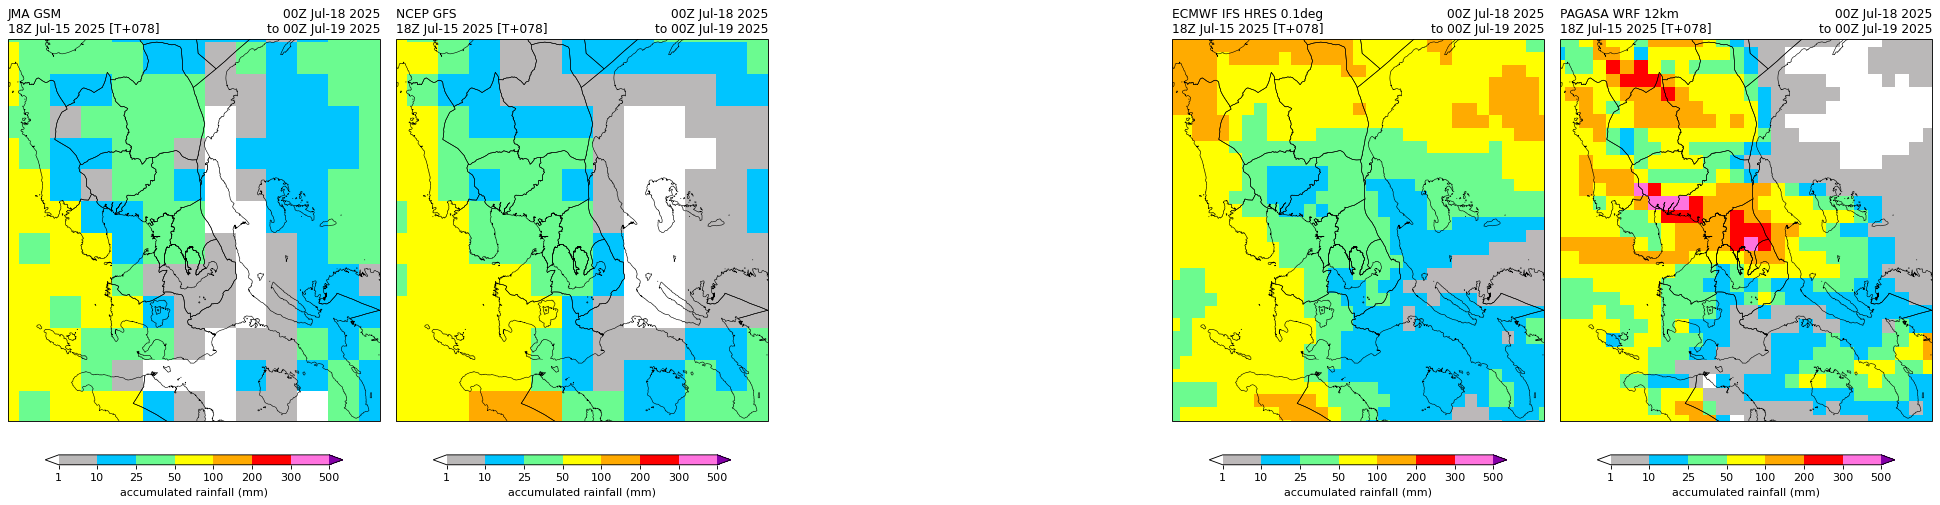 JMA GSM 00Z Jul-18 2025
18Z Jul-15 2025 [T+078] to 00Z Jul-19 2025
NCEP GFS 00Z Jul-18 2025
18Z Jul-15 2025 [T+078] to 00Z Jul-19 2025
ECMWF IFS HRES 0.1deg 00Z Jul-18 2025
18Z Jul-15 2025 [T+078] to 00Z Jul-19 2025
PAGASA WRF 12km 00Z Jul-18 2025
18Z Jul-15 2025 [T+078] to 00Z Jul-19 2025
1 10 25 50 100 200 300 500
accumulated rainfall (mm)
1 10 25 50 100 200 300 500
accumulated rainfall (mm)
1 10 25 50 100 200 300 500
accumulated rainfall (mm)
1 10 25 50 100 200 300 500
accumulated rainfall (mm)